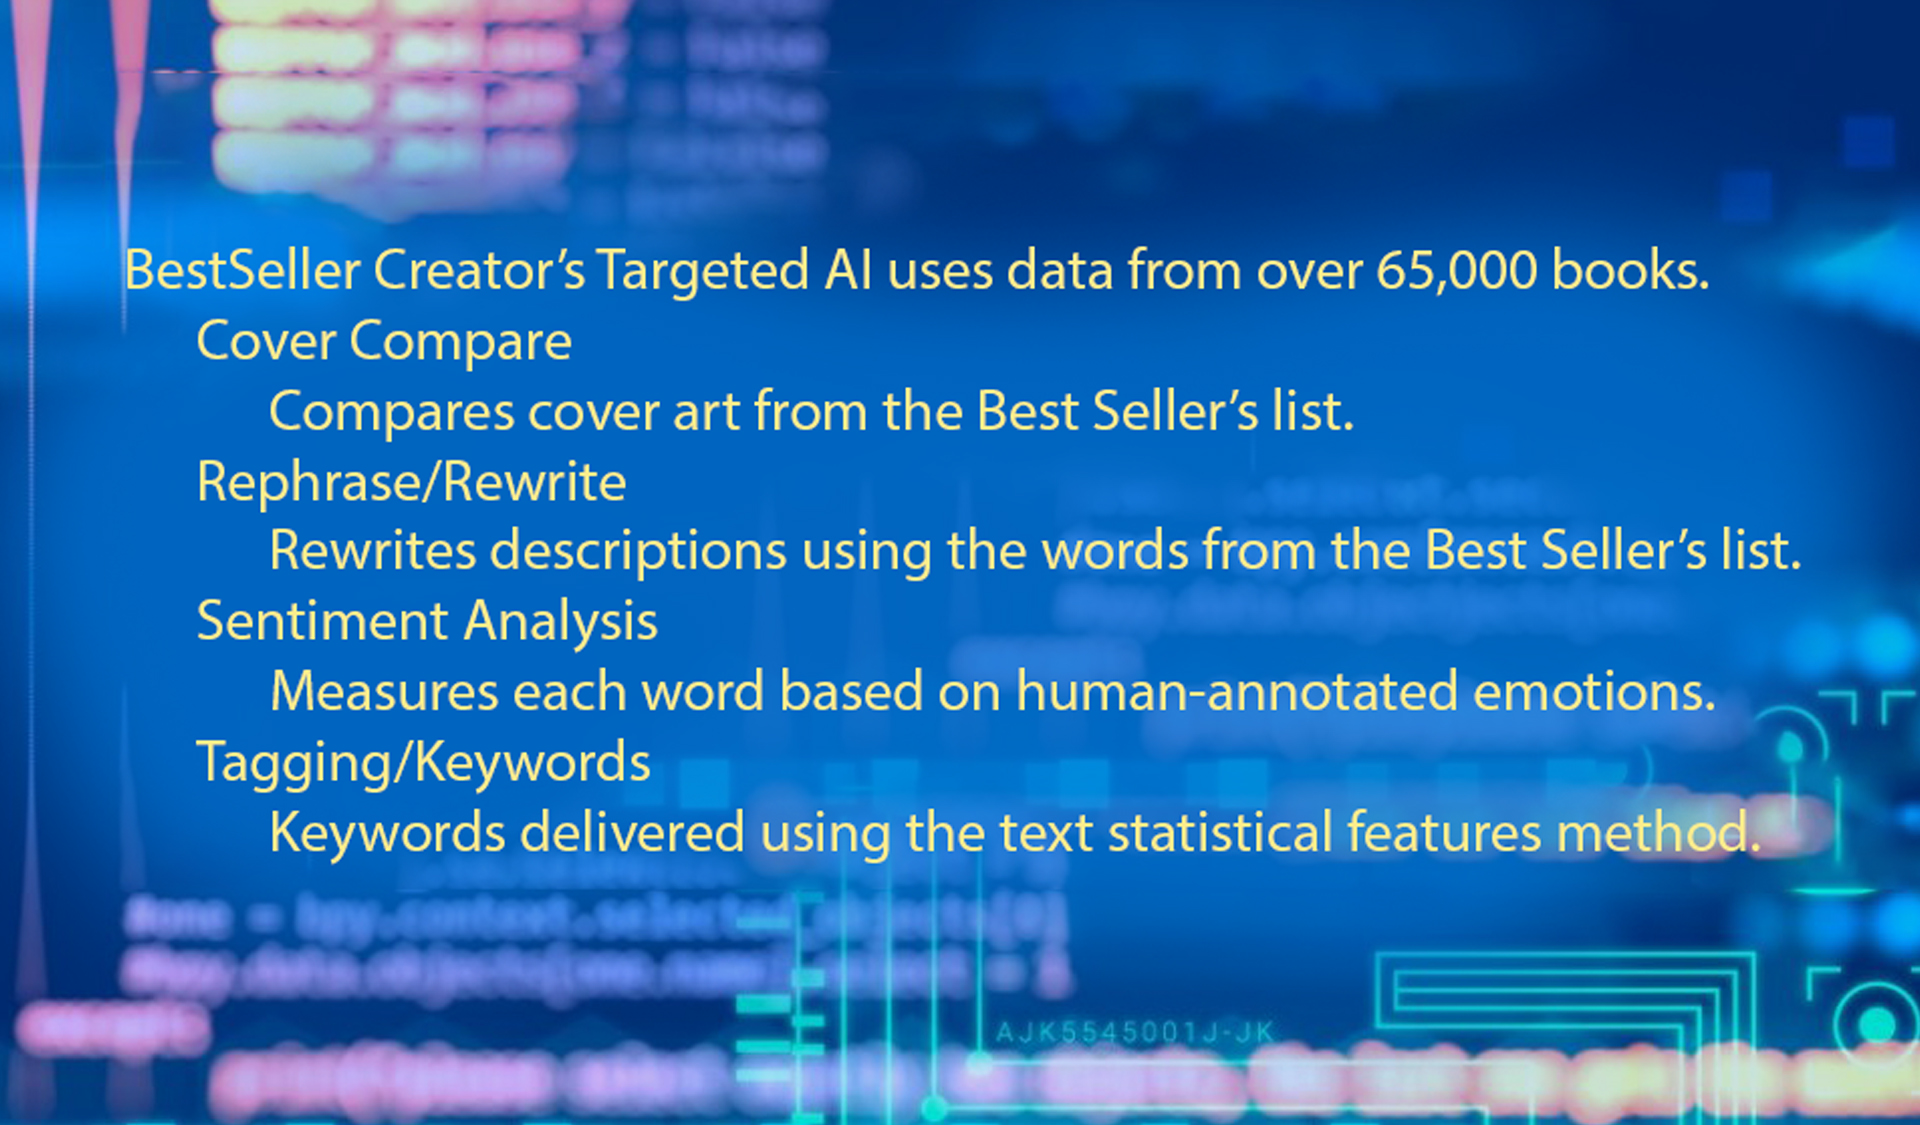 BestSeller Creator’s Targeted AI uses data from over 65,000 books.
Cover Compare
Compares cover art from the Best Seller’s list.
Rephrase/Rewrite
Rewrites descriptions using the words from the Best Seller’s list.
Sentiment Analysis
Measures each word based on human-annotated emotions.
Tagging/Keywords
Keywords delivered using the text statistical features method.
AJK5545001J-JK